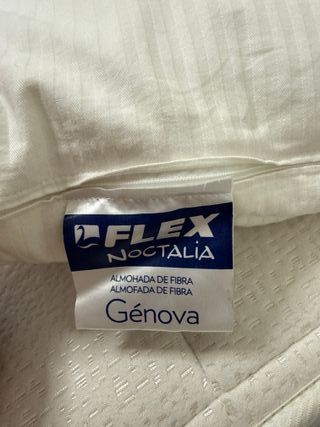 FLEX
NOCTALIA
ALMOHADA DE FIBRA
ALMOFADA DE FIBRA
Génova